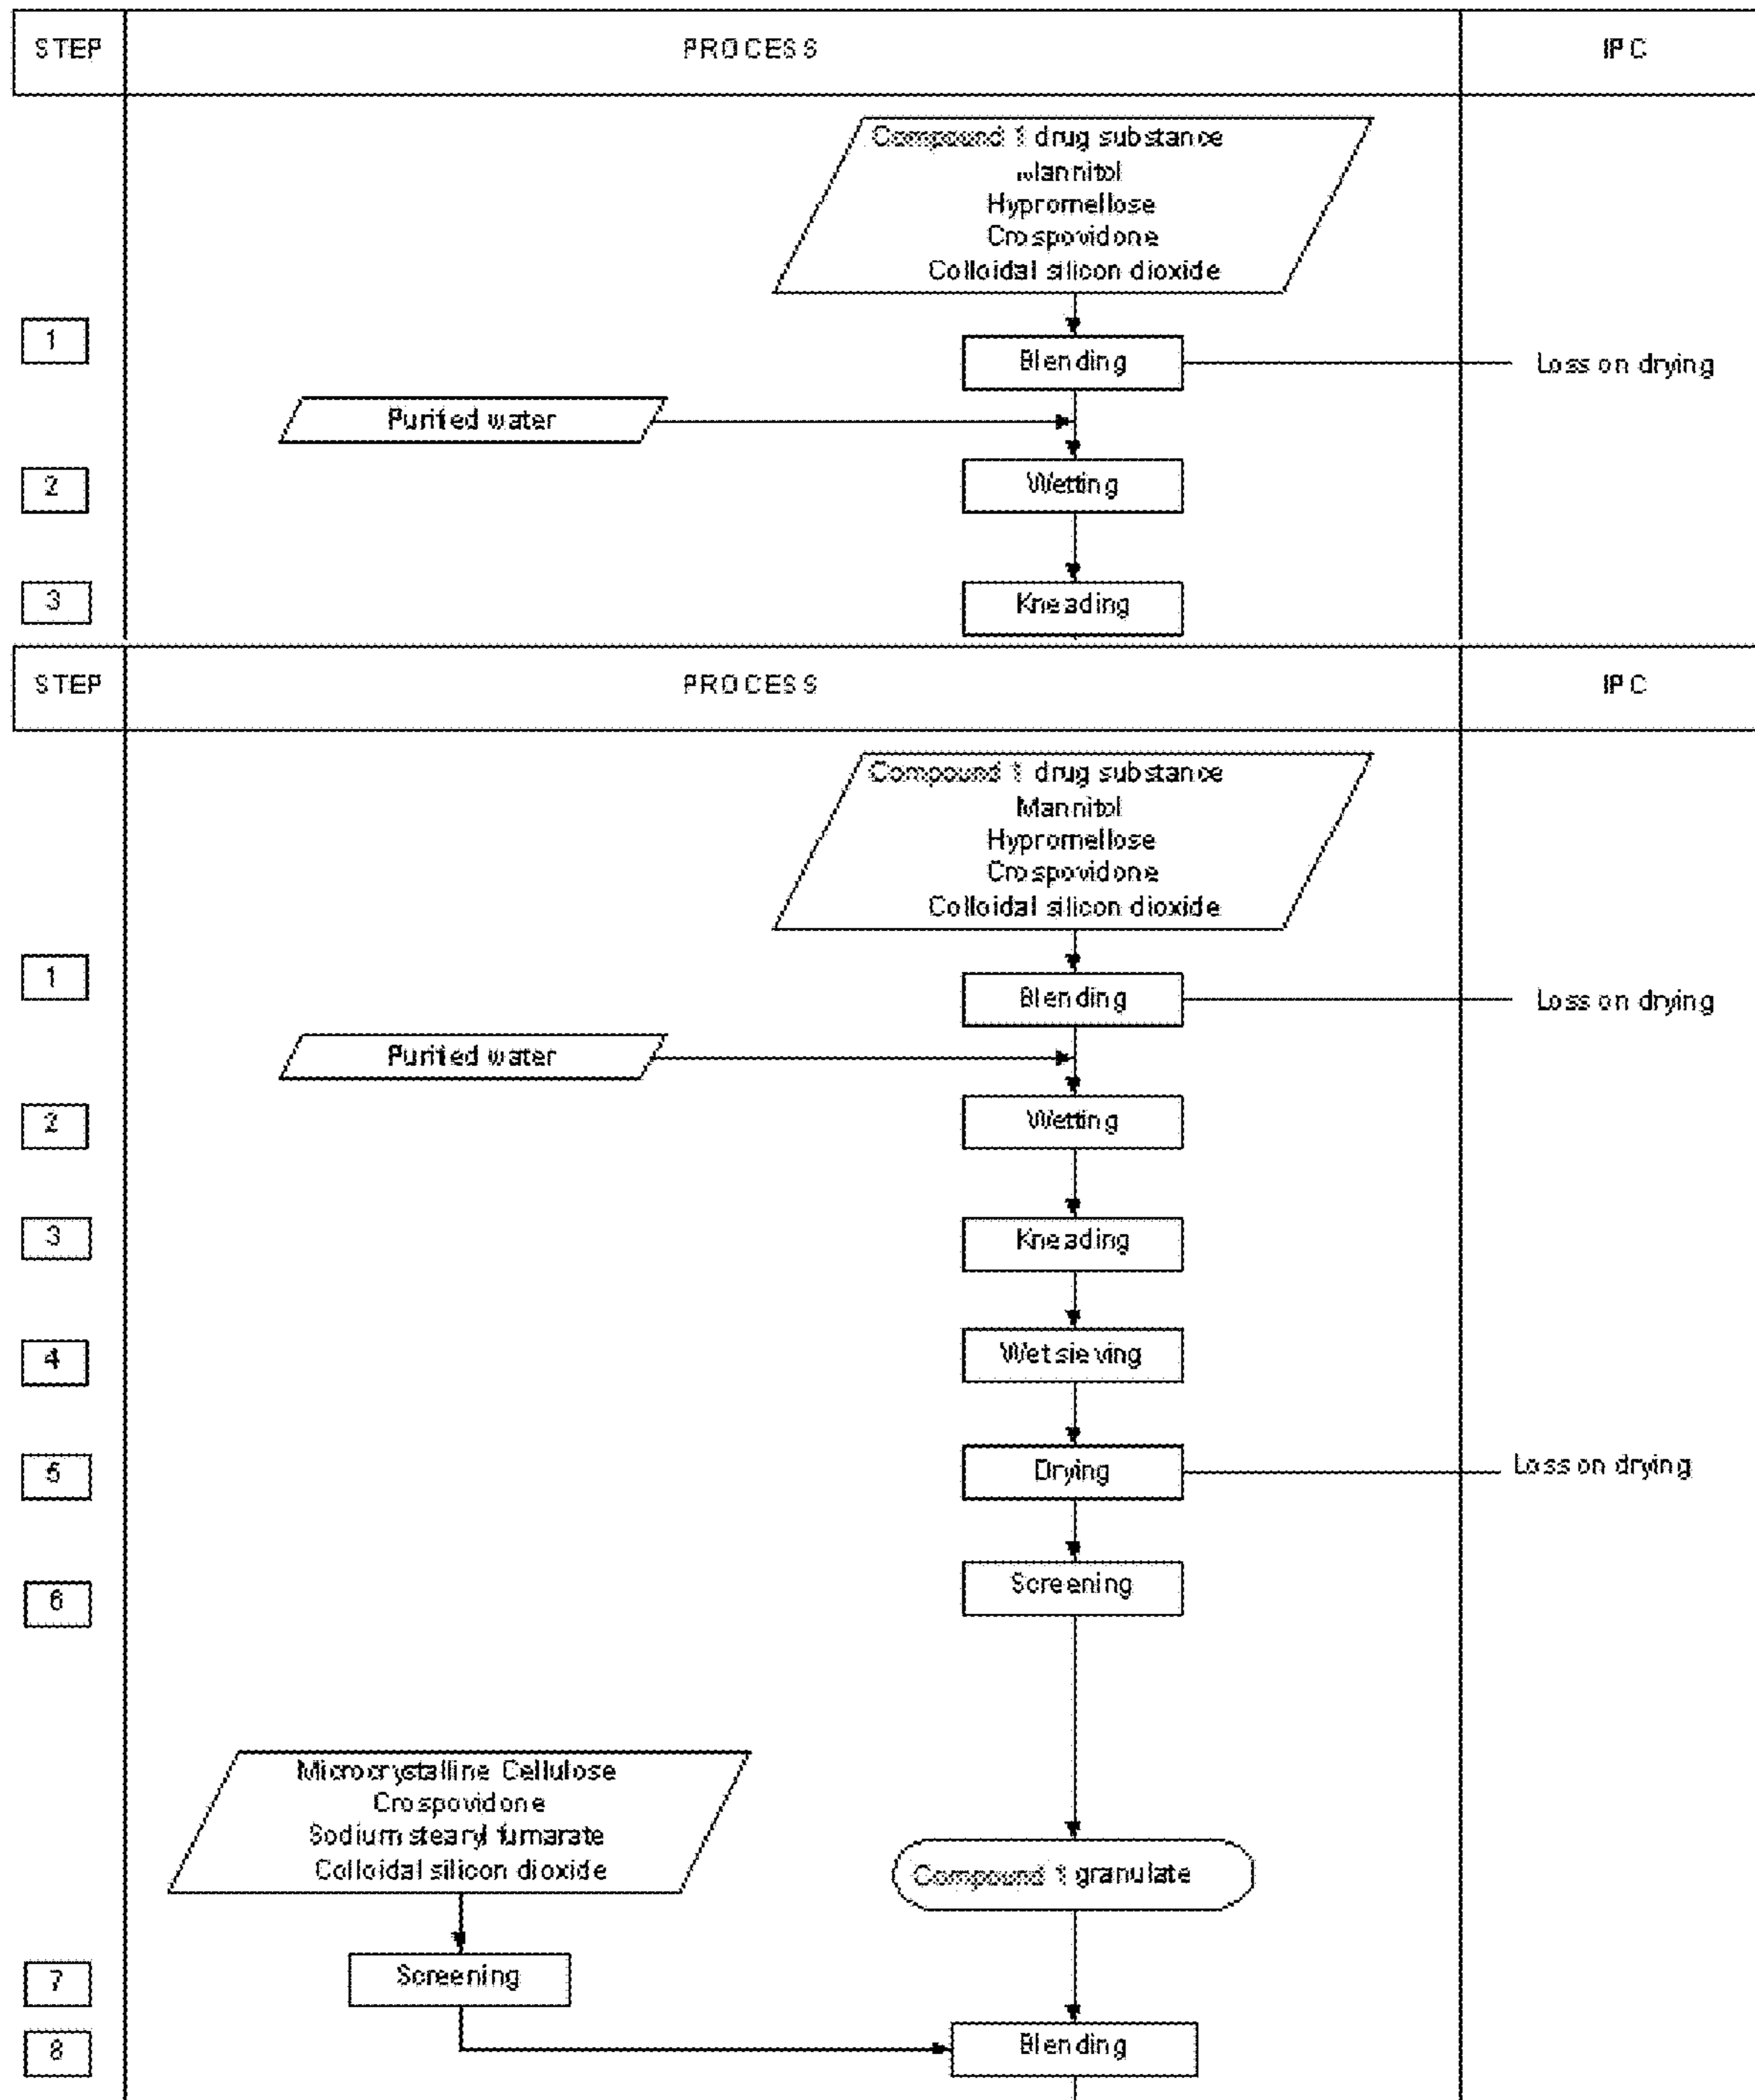 STEP PROCESS IPC
Compound 1 drug substance
Mannitol
Hypromellose
Crospovidone
Colloidal silicon dioxide
1 Blending Loss on drying
Purified water
2 Wetting
3 Kneading
STEP PROCESS IPC
Compound 1 drug substance
Mannitol
Hypromellose
Crospovidone
Colloidal silicon dioxide
1 Blending Loss on drying
Purified water
2 Wetting
3 Kneading
4 Wet sieving
5 Drying Loss on drying
6 Screening
Microcrystalline Cellulose
Crospovidone
Sodium stearyl fumarate
Colloidal silicon dioxide
Compound 1 granulate
7 Screening
8 Blending